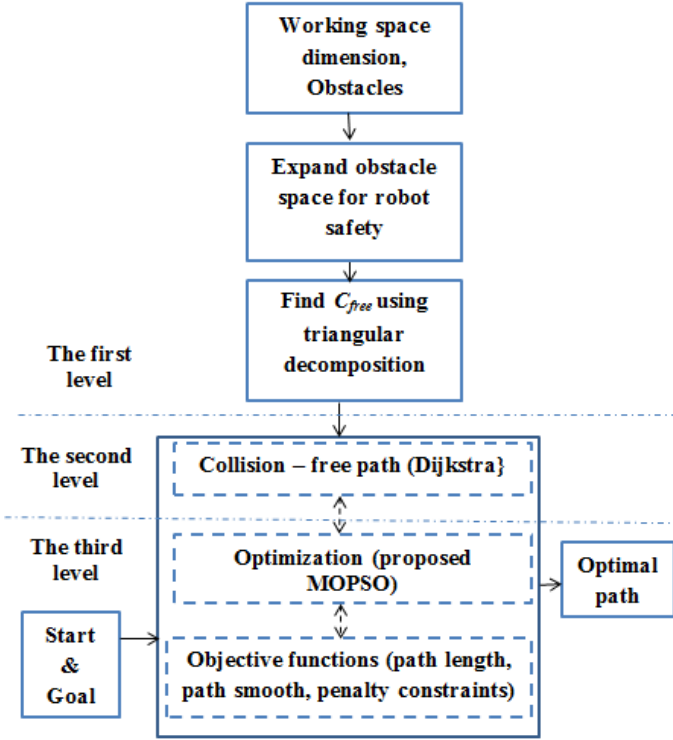 Working space
dimension,
Obstacles
Expand obstacle
space for robot
safety
Find Cfree using
triangular
decomposition
The first
level
The second
level
Collision – free path (Dijkstra}
The third
level
Optimization (proposed
MOPSO)
Optimal
path
Start
&
Goal
Objective functions (path length,
path smooth, penalty constraints)